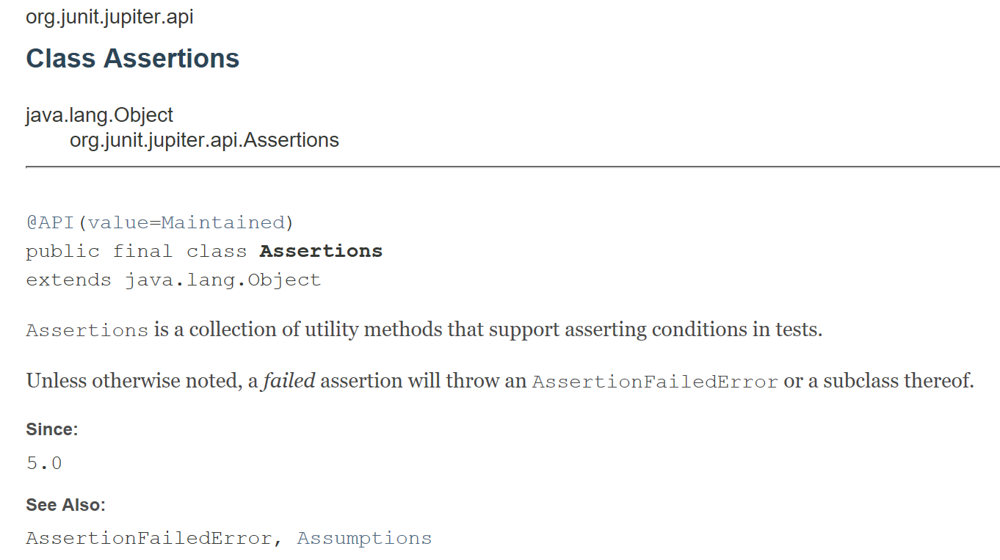 org.junit.jupiter.api
Class Assertions
java.lang.Object
org.junit.jupiter.api.Assertions
@API(value=Maintained)
public final class Assertions
extends java.lang.Object
Assertions is a collection of utility methods that support asserting conditions in tests.
Unless otherwise noted, a failed assertion will throw an AssertionFailedError or a subclass thereof.
Since:
5.0
See Also:
AssertionFailedError, Assumptions